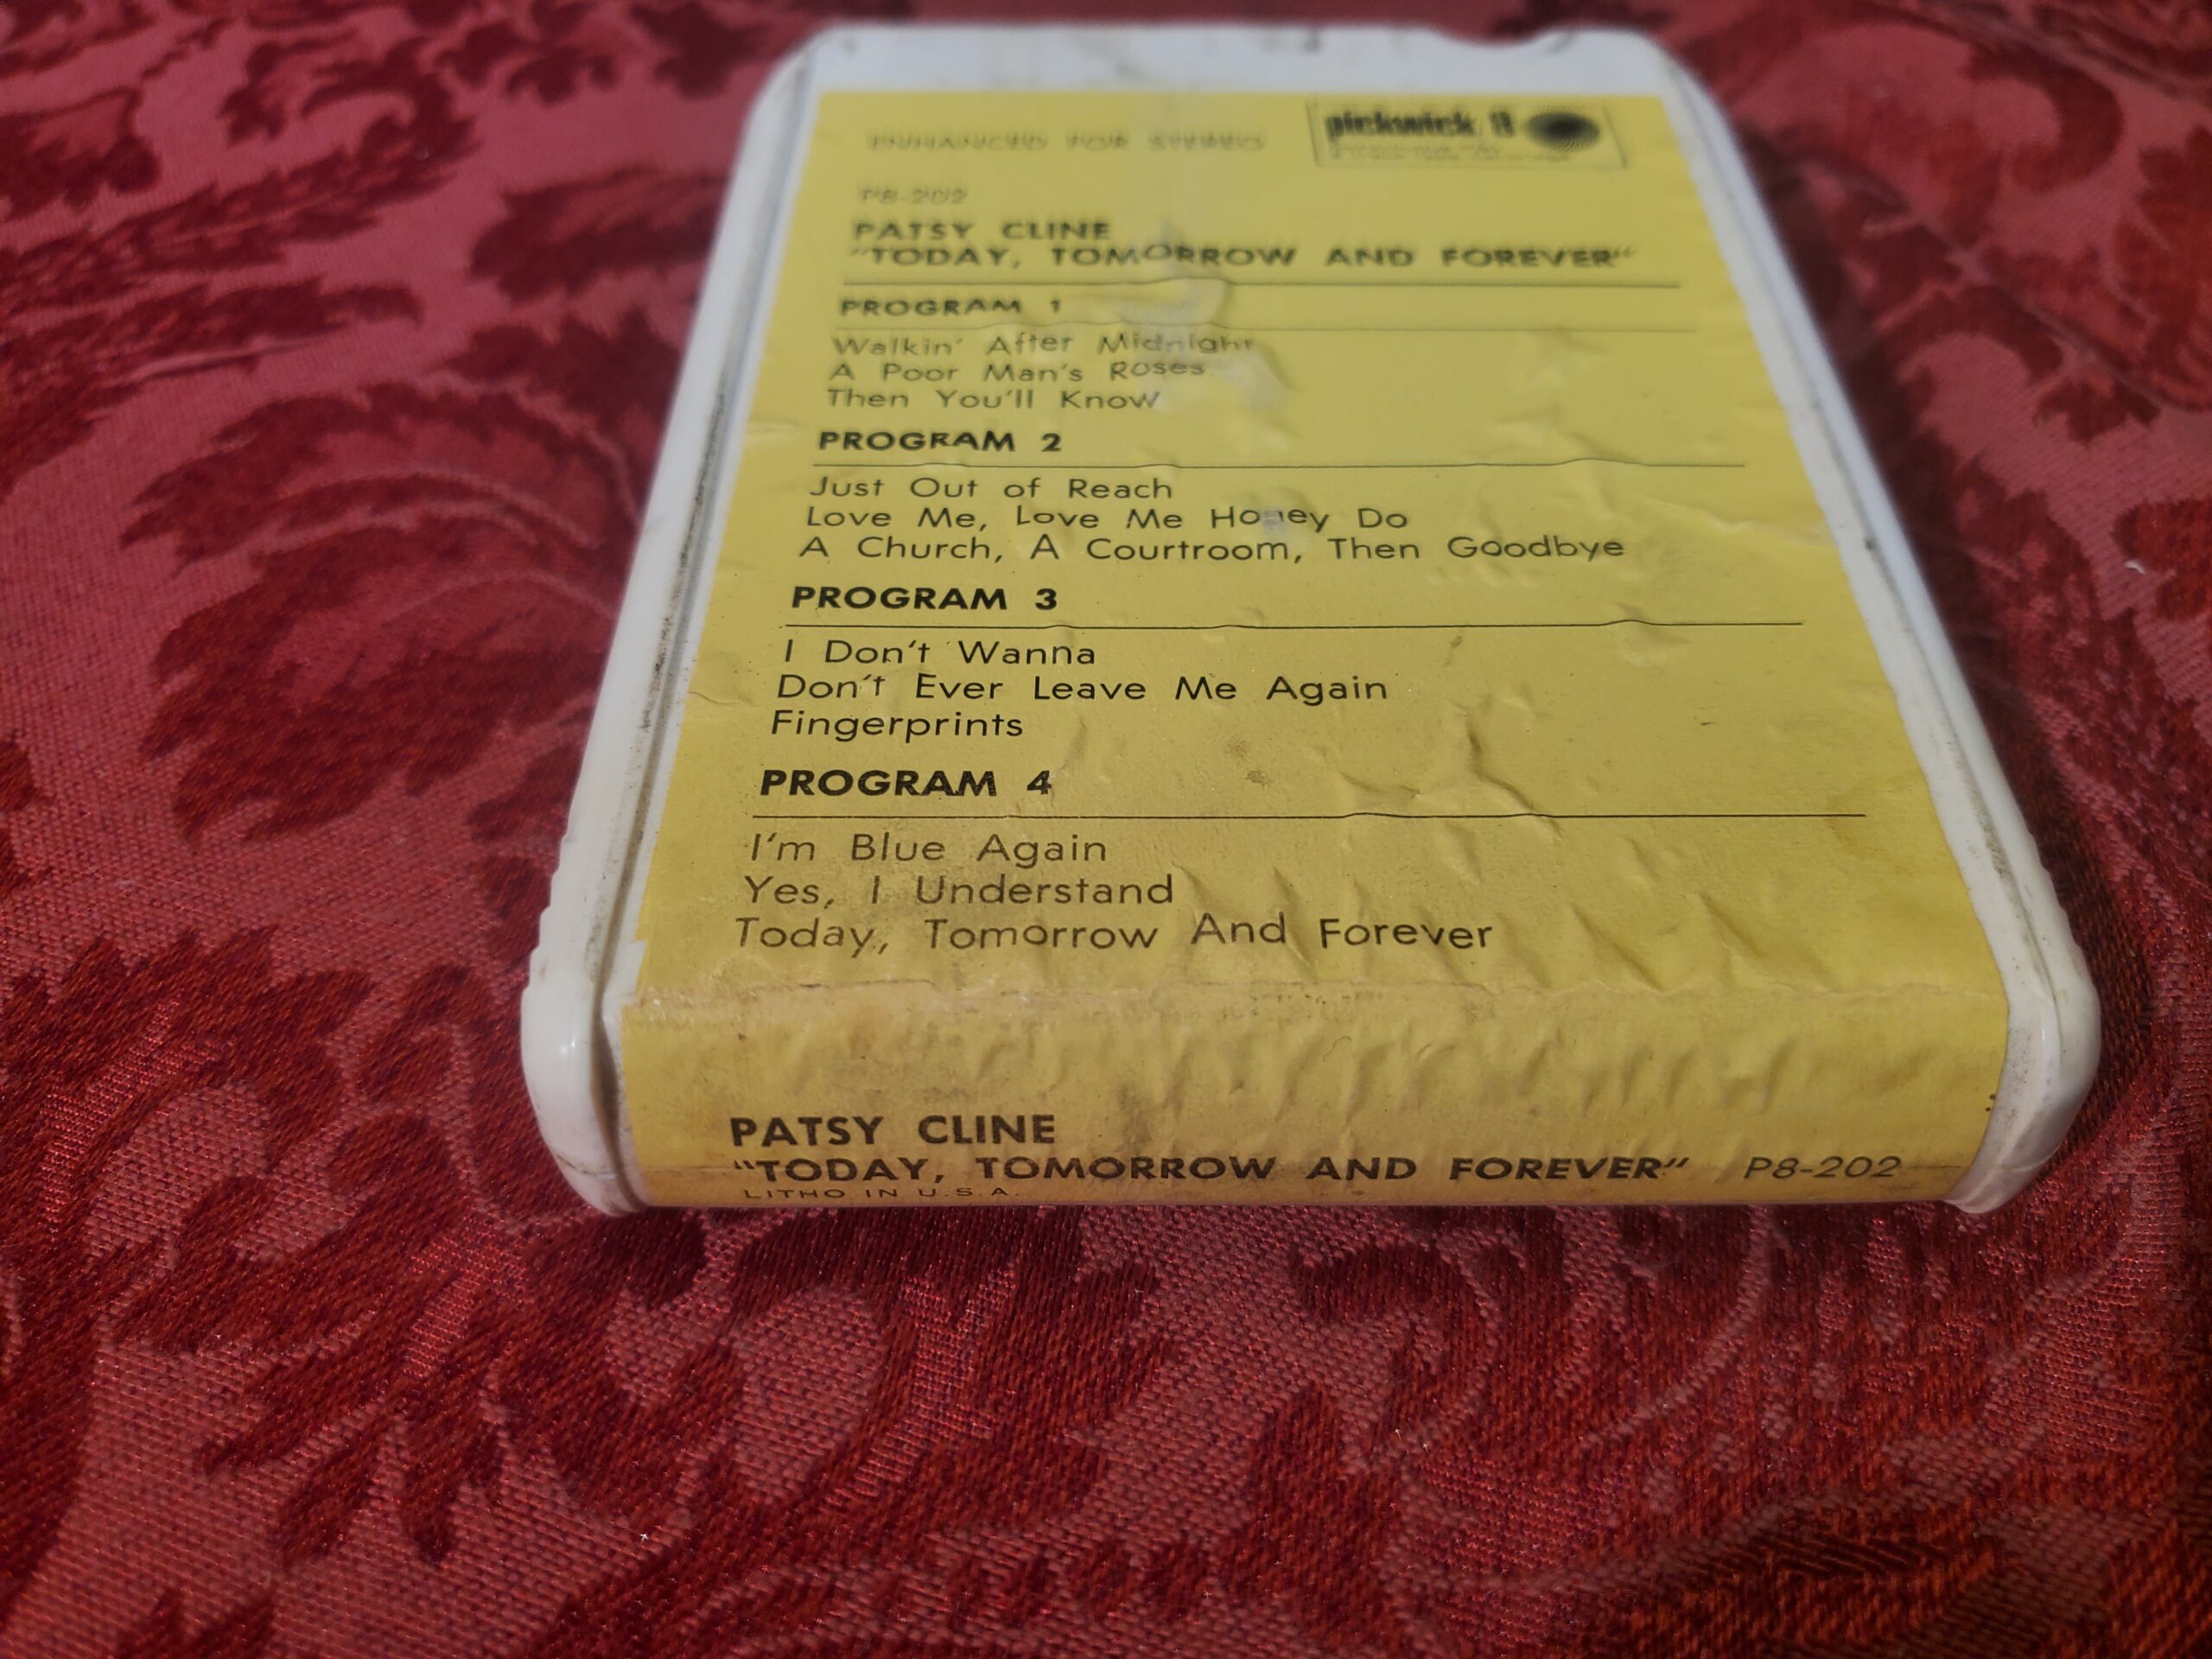 ENHANCED FOR STEREO
pickwick / 8
P8-202
PATSY CLINE
"TODAY, TOMORROW AND FOREVER"
PROGRAM 1
Walkin' After Midnight
A Poor Man's Roses
Then You'll Know
PROGRAM 2
Just Out of Reach
Love Me, Love Me Honey Do
A Church, A Courtroom, Then Goodbye
PROGRAM 3
I Don't Wanna
Don't Ever Leave Me Again
Fingerprints
PROGRAM 4
I'm Blue Again
Yes, I Understand
Today, Tomorrow And Forever
PATSY CLINE
"TODAY, TOMORROW AND FOREVER" P8-202
LITHO IN U.S.A.